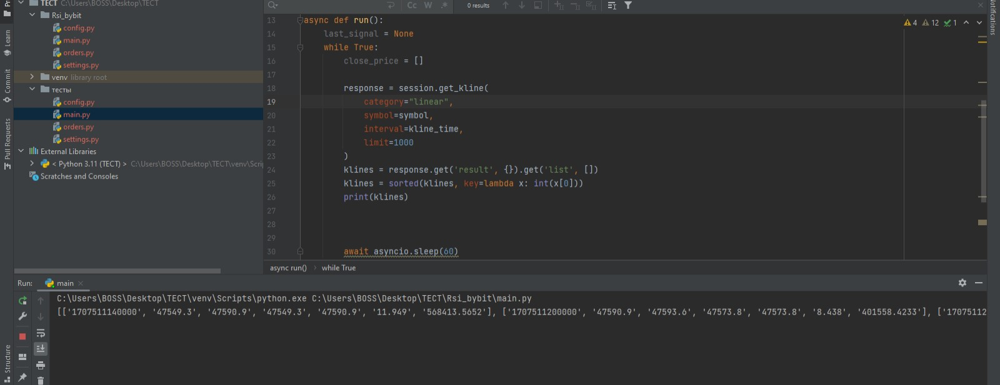 ТЕСТ C:\Users\BOSS\Desktop\ТЕСТ
Rsi_bybit
config.py
main.py
orders.py
settings.py
venv library root
тесты
config.py
main.py
orders.py
settings.py
External Libraries
< Python 3.11 (ТЕСТ) > C:\Users\BOSS\Desktop\ТЕСТ\venv\Scri
Scratches and Consoles
Learn
Commit
Pull Requests
Structure
Cc W .* 0 results
4 12 1
13 async def run():
14 last_signal = None
15 while True:
16 close_price = []
17
18 response = session.get_kline(
19 category="linear",
20 symbol=symbol,
21 interval=kline_time,
22 limit=1000
23 )
24 klines = response.get('result', {}).get('list', [])
25 klines = sorted(klines, key=lambda x: int(x[0]))
26 print(klines)
27
28
29
30 await asyncio.sleep(60)
async run() › while True
Notifications
Run: main
C:\Users\BOSS\Desktop\ТЕСТ\venv\Scripts\python.exe C:\Users\BOSS\Desktop\ТЕСТ\Rsi_bybit\main.py
[['1707511140000', '47549.3', '47590.9', '47549.3', '47590.9', '11.949', '568413.5652'], ['1707511200000', '47590.9', '47593.6', '47573.8', '47573.8', '8.438', '401558.4233'], ['17075112